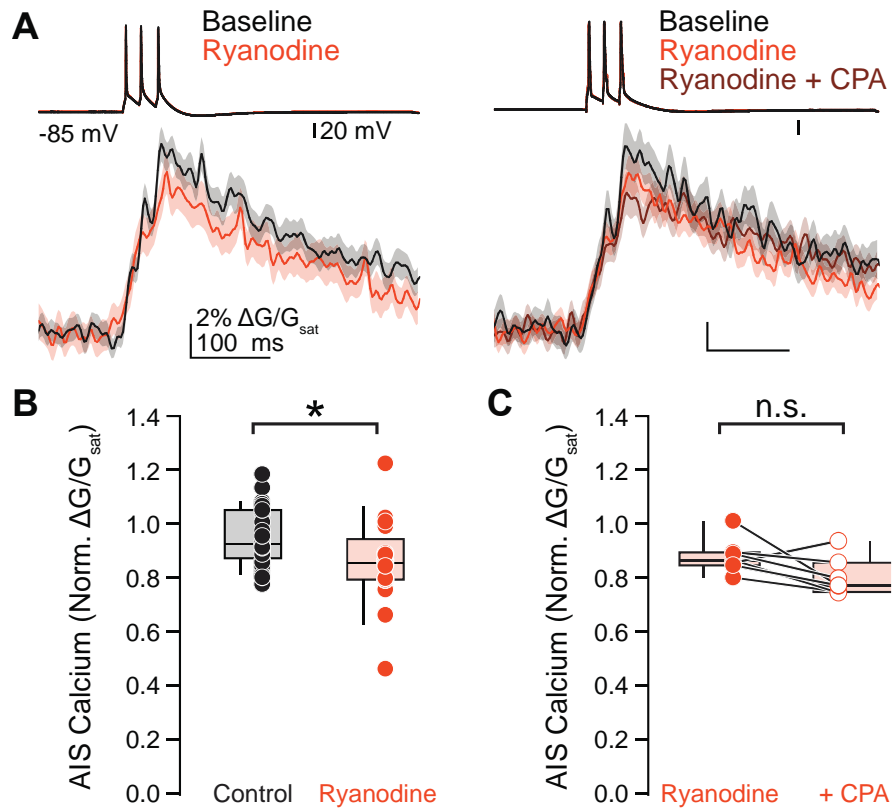 A
Baseline
Ryanodine
-85 mV
20 mV
2% ΔG/Gsat
100 ms
Baseline
Ryanodine
Ryanodine + CPA
B
AIS Calcium (Norm. ΔG/Gsat)
1.4
1.2
1.0
0.8
0.6
0.4
0.2
0.0
*
Control
Ryanodine
C
AIS Calcium (Norm. ΔG/Gsat)
1.4
1.2
1.0
0.8
0.6
0.4
0.2
0.0
n.s.
Ryanodine
+ CPA